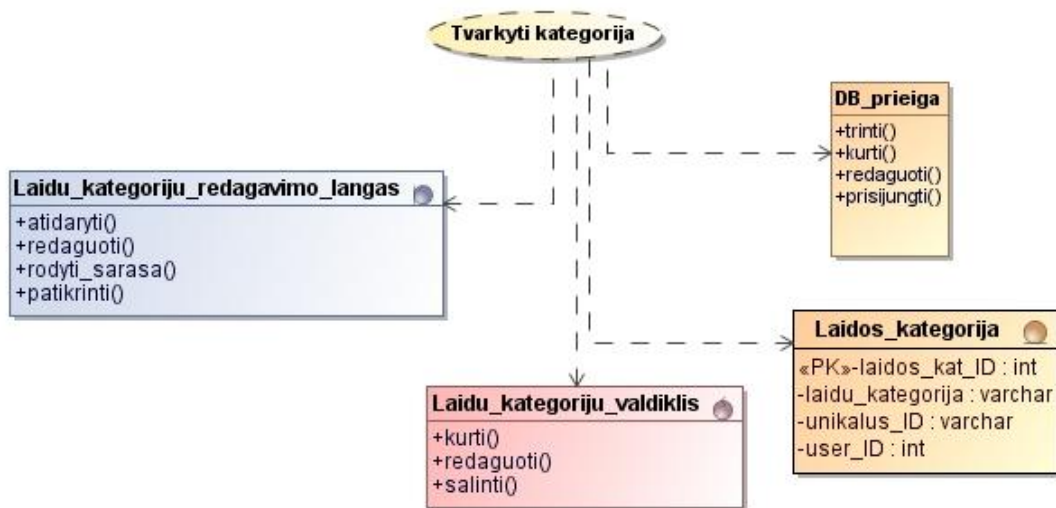 Tvarkyti kategorija
DB_prieiga
+trinti()
+kurti()
+redaguoti()
+prisijungti()
Laidu_kategoriju_redagavimo_langas
+atidaryti()
+redaguoti()
+rodyti_sarasa()
+patikrinti()
Laidos_kategorija
«PK»-laidos_kat_ID : int
-laidu_kategorija : varchar
-unikalus_ID : varchar
-user_ID : int
Laidu_kategoriju_valdiklis
+kurti()
+redaguoti()
+salinti()